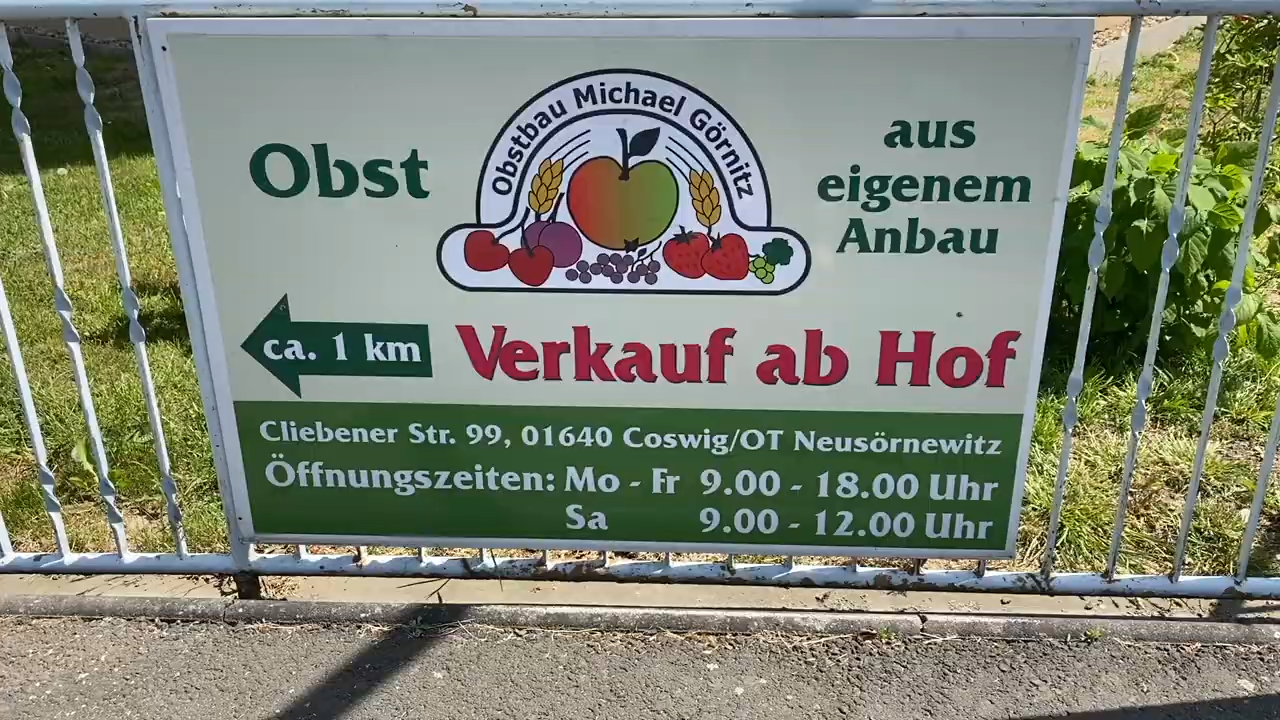 Obstbau Michael Görnitz
Obst
aus
eigenem
Anbau
ca. 1 km
Verkauf ab Hof
Cliebener Str. 99, 01640 Coswig/OT Neusörnewitz
Öffnungszeiten: Mo - Fr 9.00 - 18.00 Uhr
Sa 9.00 - 12.00 Uhr